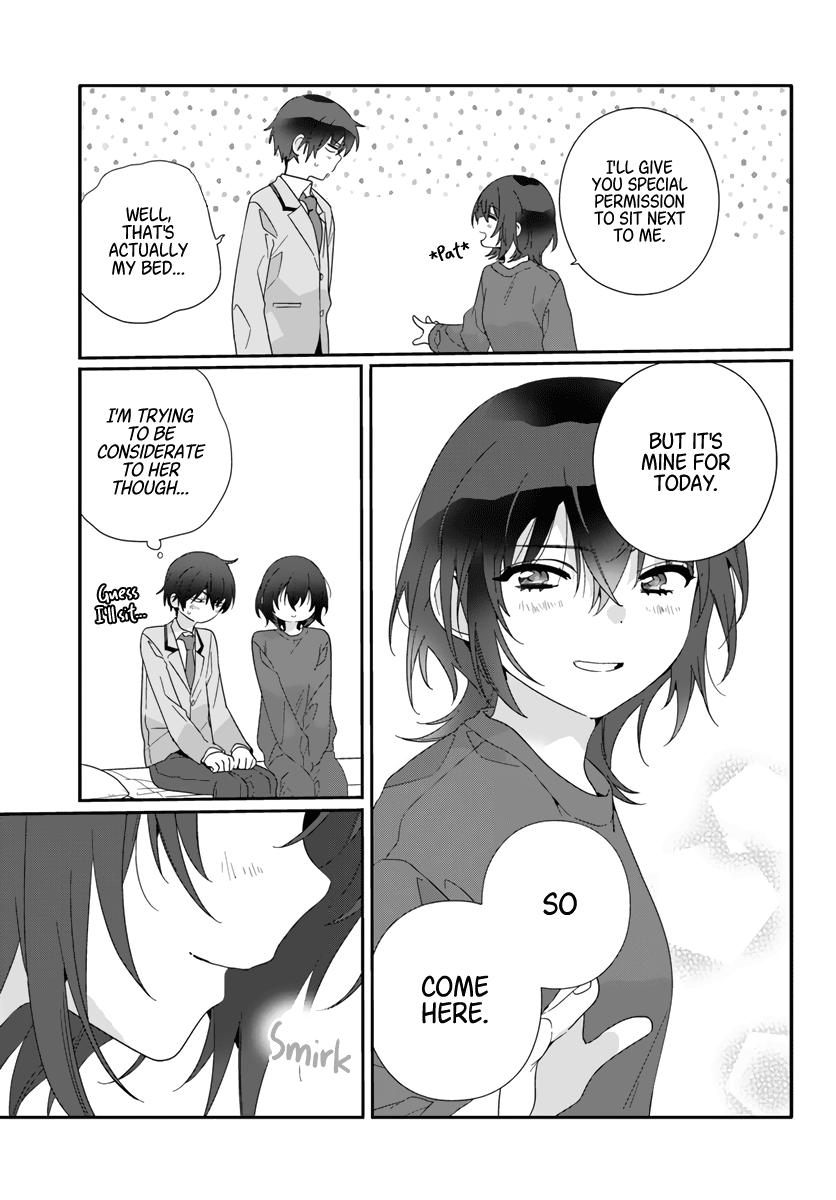 I'LL GIVE
YOU SPECIAL
PERMISSION
TO SIT NEXT
TO ME.
*Pat*
WELL,
THAT'S
ACTUALLY
MY BED...
BUT IT'S
MINE FOR
TODAY.
SO
COME
HERE.
I'M TRYING
TO BE
CONSIDERATE
TO HER
THOUGH...
Guess
I'll sit...
Smirk